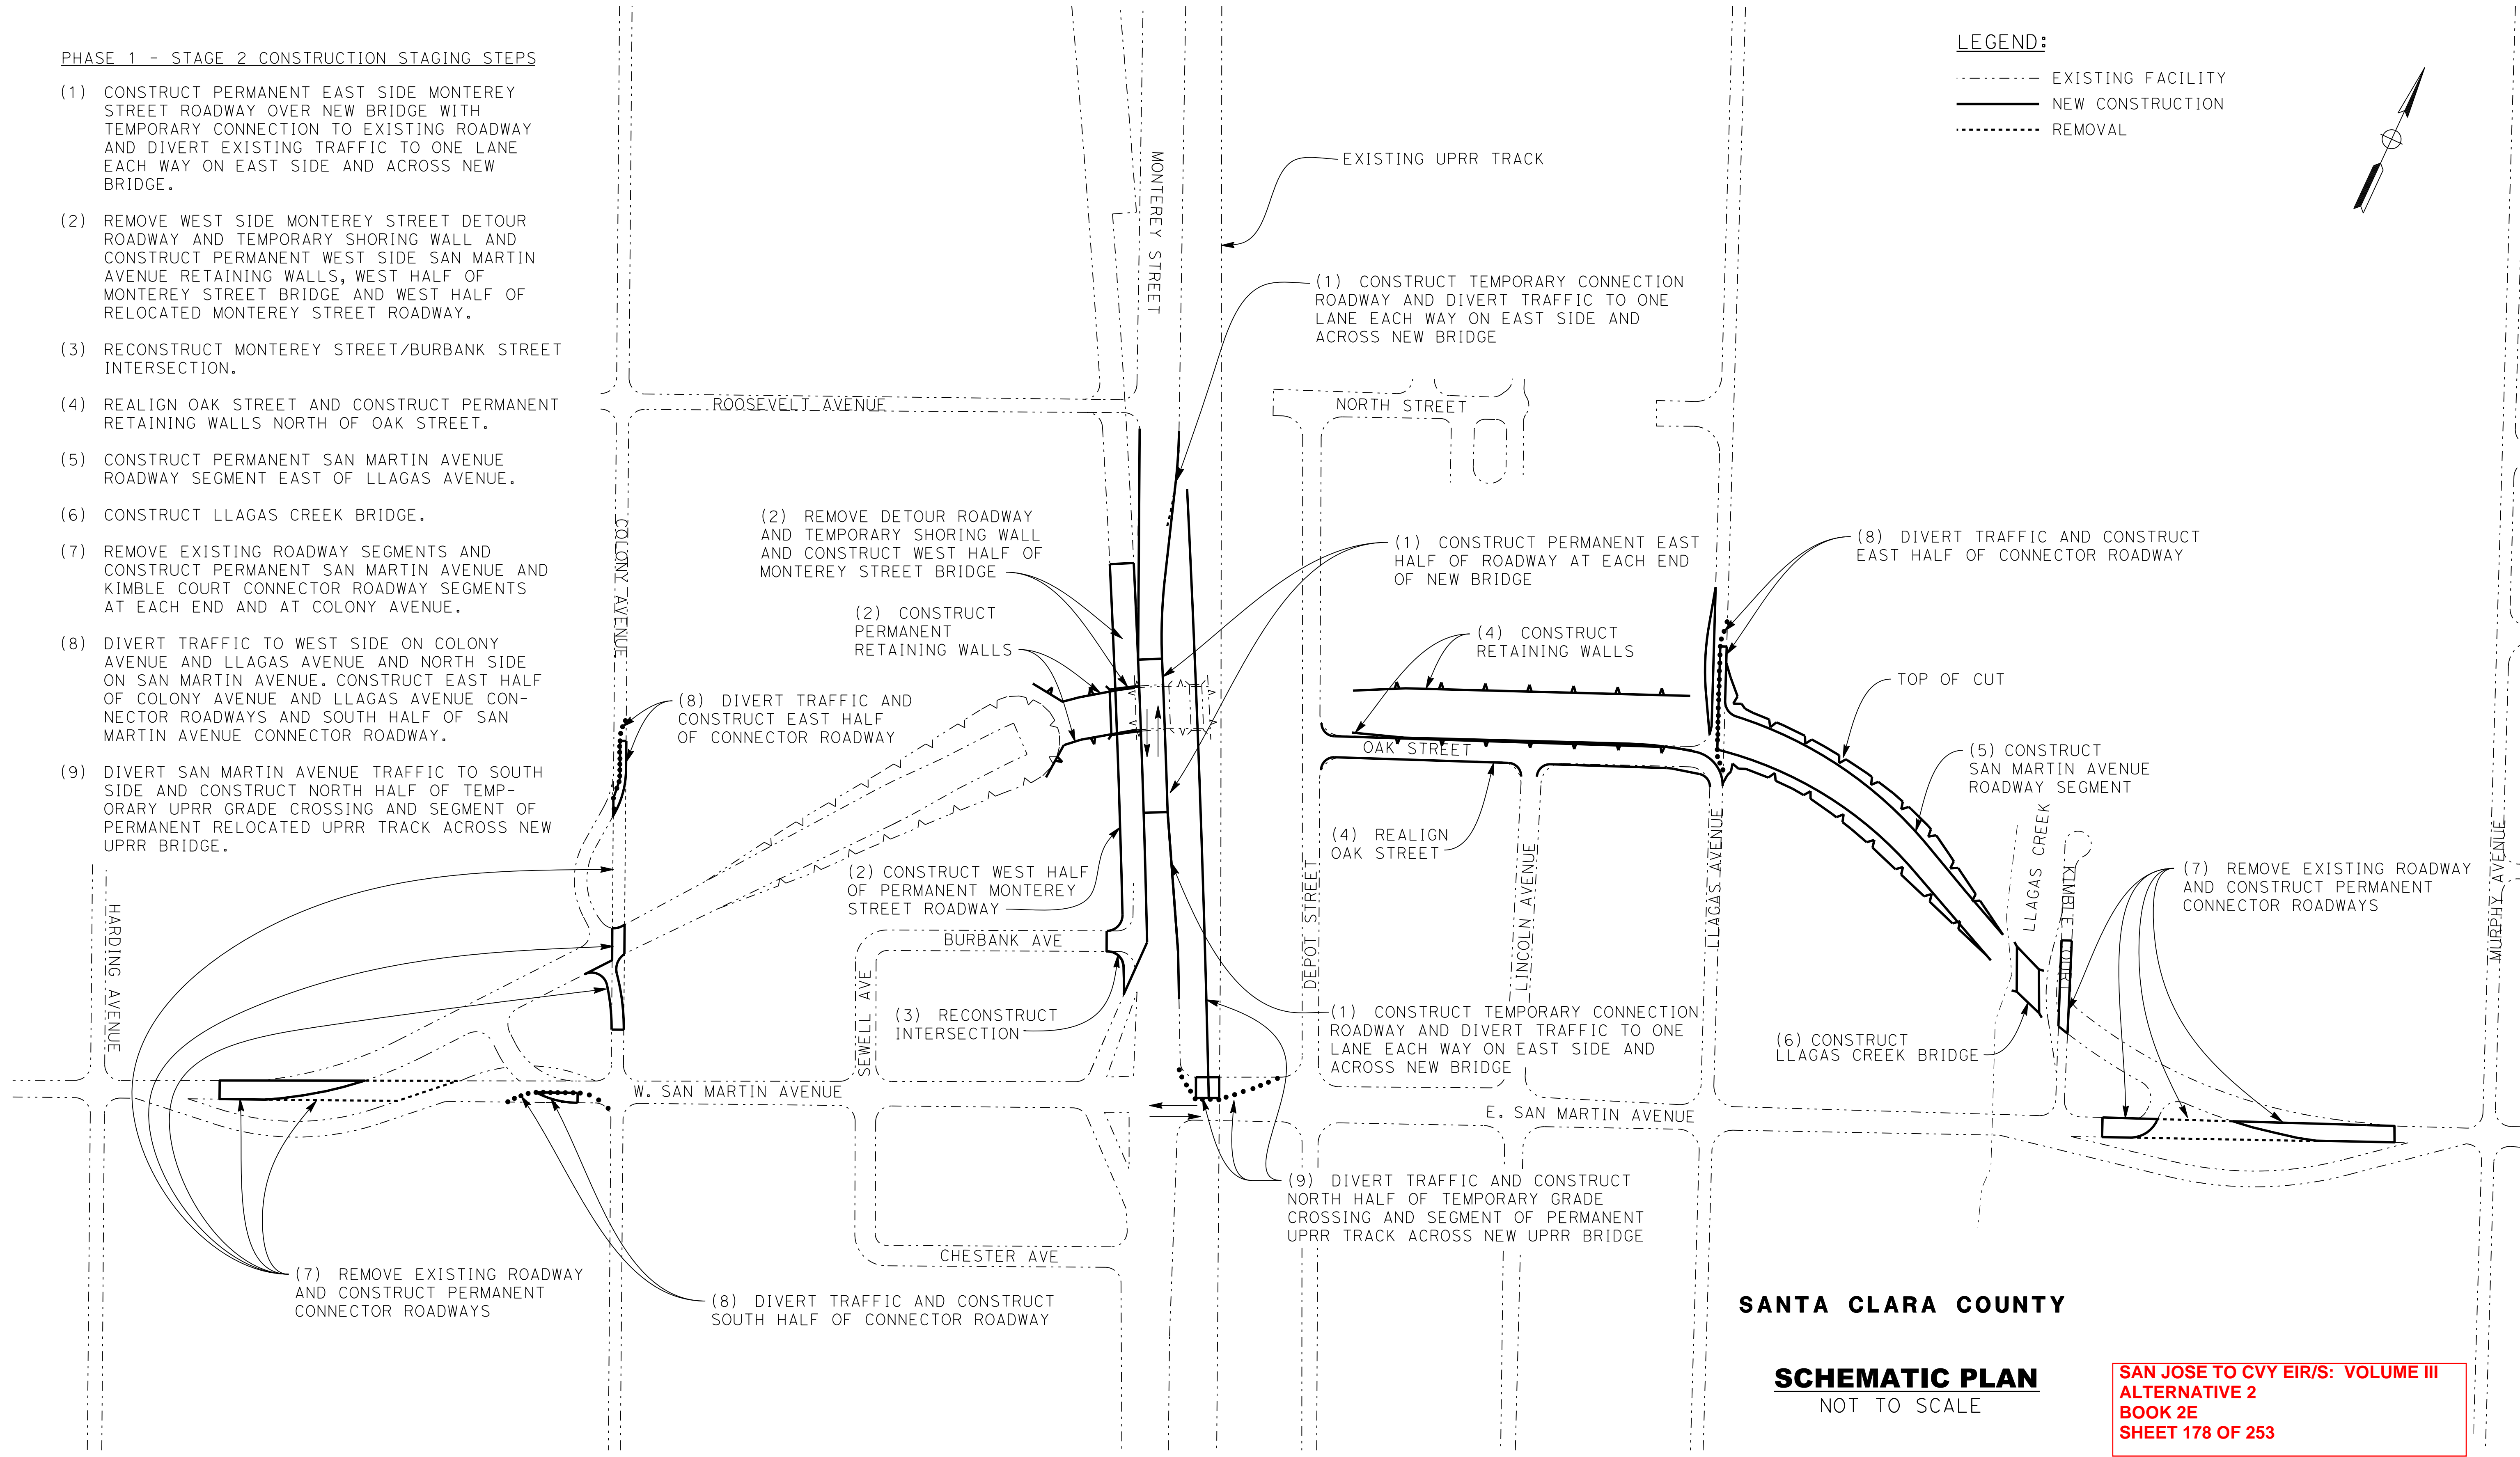 PHASE 1 - STAGE 2 CONSTRUCTION STAGING STEPS
(1) CONSTRUCT PERMANENT EAST SIDE MONTEREY
STREET ROADWAY OVER NEW BRIDGE WITH
TEMPORARY CONNECTION TO EXISTING ROADWAY
AND DIVERT EXISTING TRAFFIC TO ONE LANE
EACH WAY ON EAST SIDE AND ACROSS NEW
BRIDGE.
(2) REMOVE WEST SIDE MONTEREY STREET DETOUR
ROADWAY AND TEMPORARY SHORING WALL AND
CONSTRUCT PERMANENT WEST SIDE SAN MARTIN
AVENUE RETAINING WALLS, WEST HALF OF
MONTEREY STREET BRIDGE AND WEST HALF OF
RELOCATED MONTEREY STREET ROADWAY.
(3) RECONSTRUCT MONTEREY STREET/BURBANK STREET
INTERSECTION.
(4) REALIGN OAK STREET AND CONSTRUCT PERMANENT
RETAINING WALLS NORTH OF OAK STREET.
(5) CONSTRUCT PERMANENT SAN MARTIN AVENUE
ROADWAY SEGMENT EAST OF LLAGAS AVENUE.
(6) CONSTRUCT LLAGAS CREEK BRIDGE.
(7) REMOVE EXISTING ROADWAY SEGMENTS AND
CONSTRUCT PERMANENT SAN MARTIN AVENUE AND
KIMBLE COURT CONNECTOR ROADWAY SEGMENTS
AT EACH END AND AT COLONY AVENUE.
(8) DIVERT TRAFFIC TO WEST SIDE ON COLONY
AVENUE AND LLAGAS AVENUE AND NORTH SIDE
ON SAN MARTIN AVENUE. CONSTRUCT EAST HALF
OF COLONY AVENUE AND LLAGAS AVENUE CON-
NECTOR ROADWAYS AND SOUTH HALF OF SAN
MARTIN AVENUE CONNECTOR ROADWAY.
(9) DIVERT SAN MARTIN AVENUE TRAFFIC TO SOUTH
SIDE AND CONSTRUCT NORTH HALF OF TEMP-
ORARY UPRR GRADE CROSSING AND SEGMENT OF
PERMANENT RELOCATED UPRR TRACK ACROSS NEW
UPRR BRIDGE.
LEGEND:
EXISTING FACILITY
NEW CONSTRUCTION
REMOVAL
MONTEREY STREET
EXISTING UPRR TRACK
(1) CONSTRUCT TEMPORARY CONNECTION
ROADWAY AND DIVERT TRAFFIC TO ONE
LANE EACH WAY ON EAST SIDE AND
ACROSS NEW BRIDGE
ROOSEVELT AVENUE
NORTH STREET
COLONY AVENUE
(2) REMOVE DETOUR ROADWAY
AND TEMPORARY SHORING WALL
AND CONSTRUCT WEST HALF OF
MONTEREY STREET BRIDGE
(1) CONSTRUCT PERMANENT EAST
HALF OF ROADWAY AT EACH END
OF NEW BRIDGE
(8) DIVERT TRAFFIC AND CONSTRUCT
EAST HALF OF CONNECTOR ROADWAY
(2) CONSTRUCT
PERMANENT
RETAINING WALLS
(4) CONSTRUCT
RETAINING WALLS
TOP OF CUT
(8) DIVERT TRAFFIC AND
CONSTRUCT EAST HALF
OF CONNECTOR ROADWAY
OAK STREET
(5) CONSTRUCT
SAN MARTIN AVENUE
ROADWAY SEGMENT
(4) REALIGN
OAK STREET
(2) CONSTRUCT WEST HALF
OF PERMANENT MONTEREY
STREET ROADWAY
LLAGAS CREEK
KIMBLE COURT
MURPHY AVENUE
(7) REMOVE EXISTING ROADWAY
AND CONSTRUCT PERMANENT
CONNECTOR ROADWAYS
HARDING AVENUE
BURBANK AVE
SEWELL AVE
DEPOT STREET
LINCOLN AVENUE
LLAGAS AVENUE
(3) RECONSTRUCT
INTERSECTION
(1) CONSTRUCT TEMPORARY CONNECTION
ROADWAY AND DIVERT TRAFFIC TO ONE
LANE EACH WAY ON EAST SIDE AND
ACROSS NEW BRIDGE
(6) CONSTRUCT
LLAGAS CREEK BRIDGE
W. SAN MARTIN AVENUE
E. SAN MARTIN AVENUE
(9) DIVERT TRAFFIC AND CONSTRUCT
NORTH HALF OF TEMPORARY GRADE
CROSSING AND SEGMENT OF PERMANENT
UPRR TRACK ACROSS NEW UPRR BRIDGE
CHESTER AVE
(7) REMOVE EXISTING ROADWAY
AND CONSTRUCT PERMANENT
CONNECTOR ROADWAYS
(8) DIVERT TRAFFIC AND CONSTRUCT
SOUTH HALF OF CONNECTOR ROADWAY
SANTA CLARA COUNTY
SCHEMATIC PLAN
NOT TO SCALE
SAN JOSE TO CVY EIR/S: VOLUME III
ALTERNATIVE 2
BOOK 2E
SHEET 178 OF 253